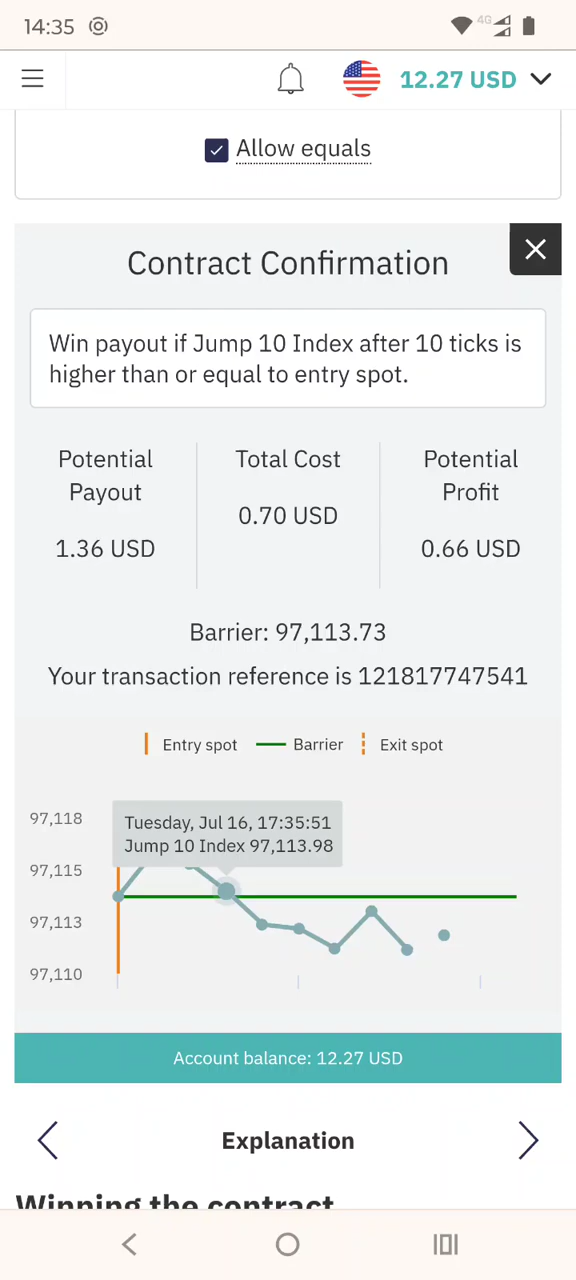 14:35
4G
12.27 USD
Allow equals
Contract Confirmation
Win payout if Jump 10 Index after 10 ticks is
higher than or equal to entry spot.
Potential
Payout
1.36 USD
Total Cost
0.70 USD
Potential
Profit
0.66 USD
Barrier: 97,113.73
Your transaction reference is 121817747541
Entry spot
Barrier
Exit spot
97,118
Tuesday, Jul 16, 17:35:51
Jump 10 Index 97,113.98
97,115
97,113
97,110
Account balance: 12.27 USD
Explanation
Winning the contract